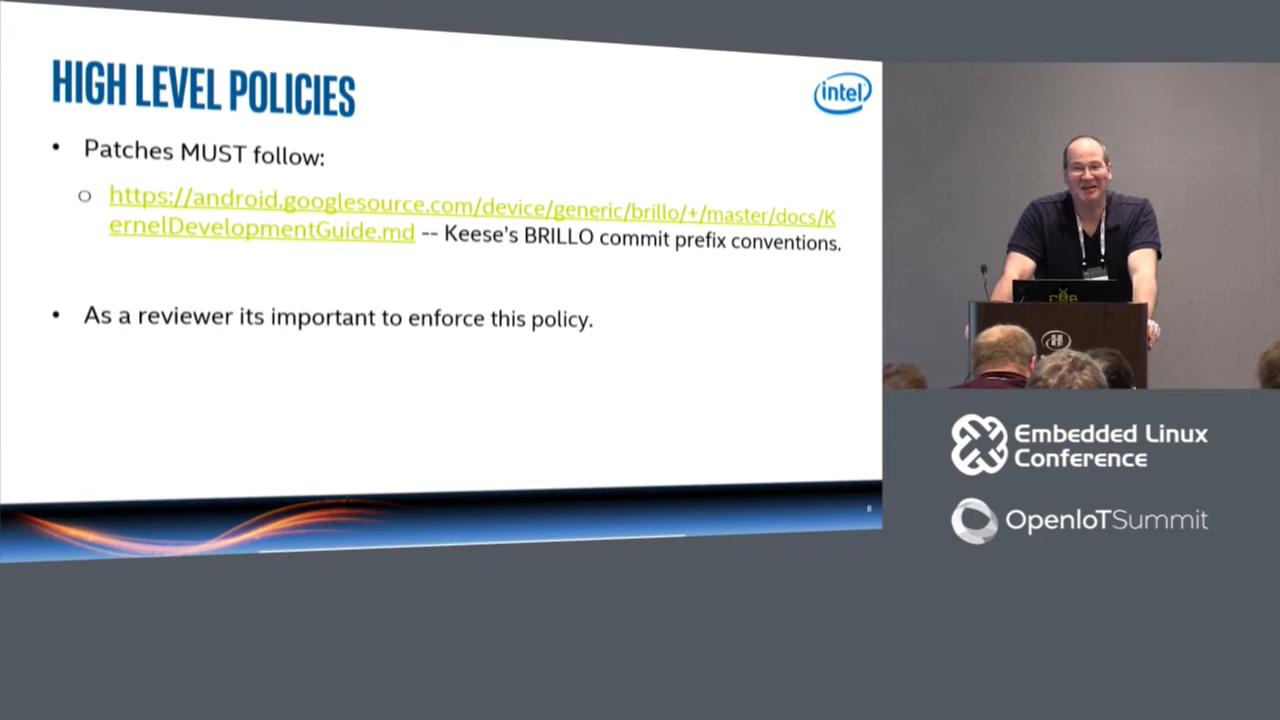 HIGH LEVEL POLICIES
intel
• Patches MUST follow:
o https://android.googlesource.com/device/generic/brillo/+/master/docs/K
ernelDevelopmentGuide.md -- Keese's BRILLO commit prefix conventions.
• As a reviewer its important to enforce this policy.
8
Embedded Linux
Conference
OpenIoTSummit